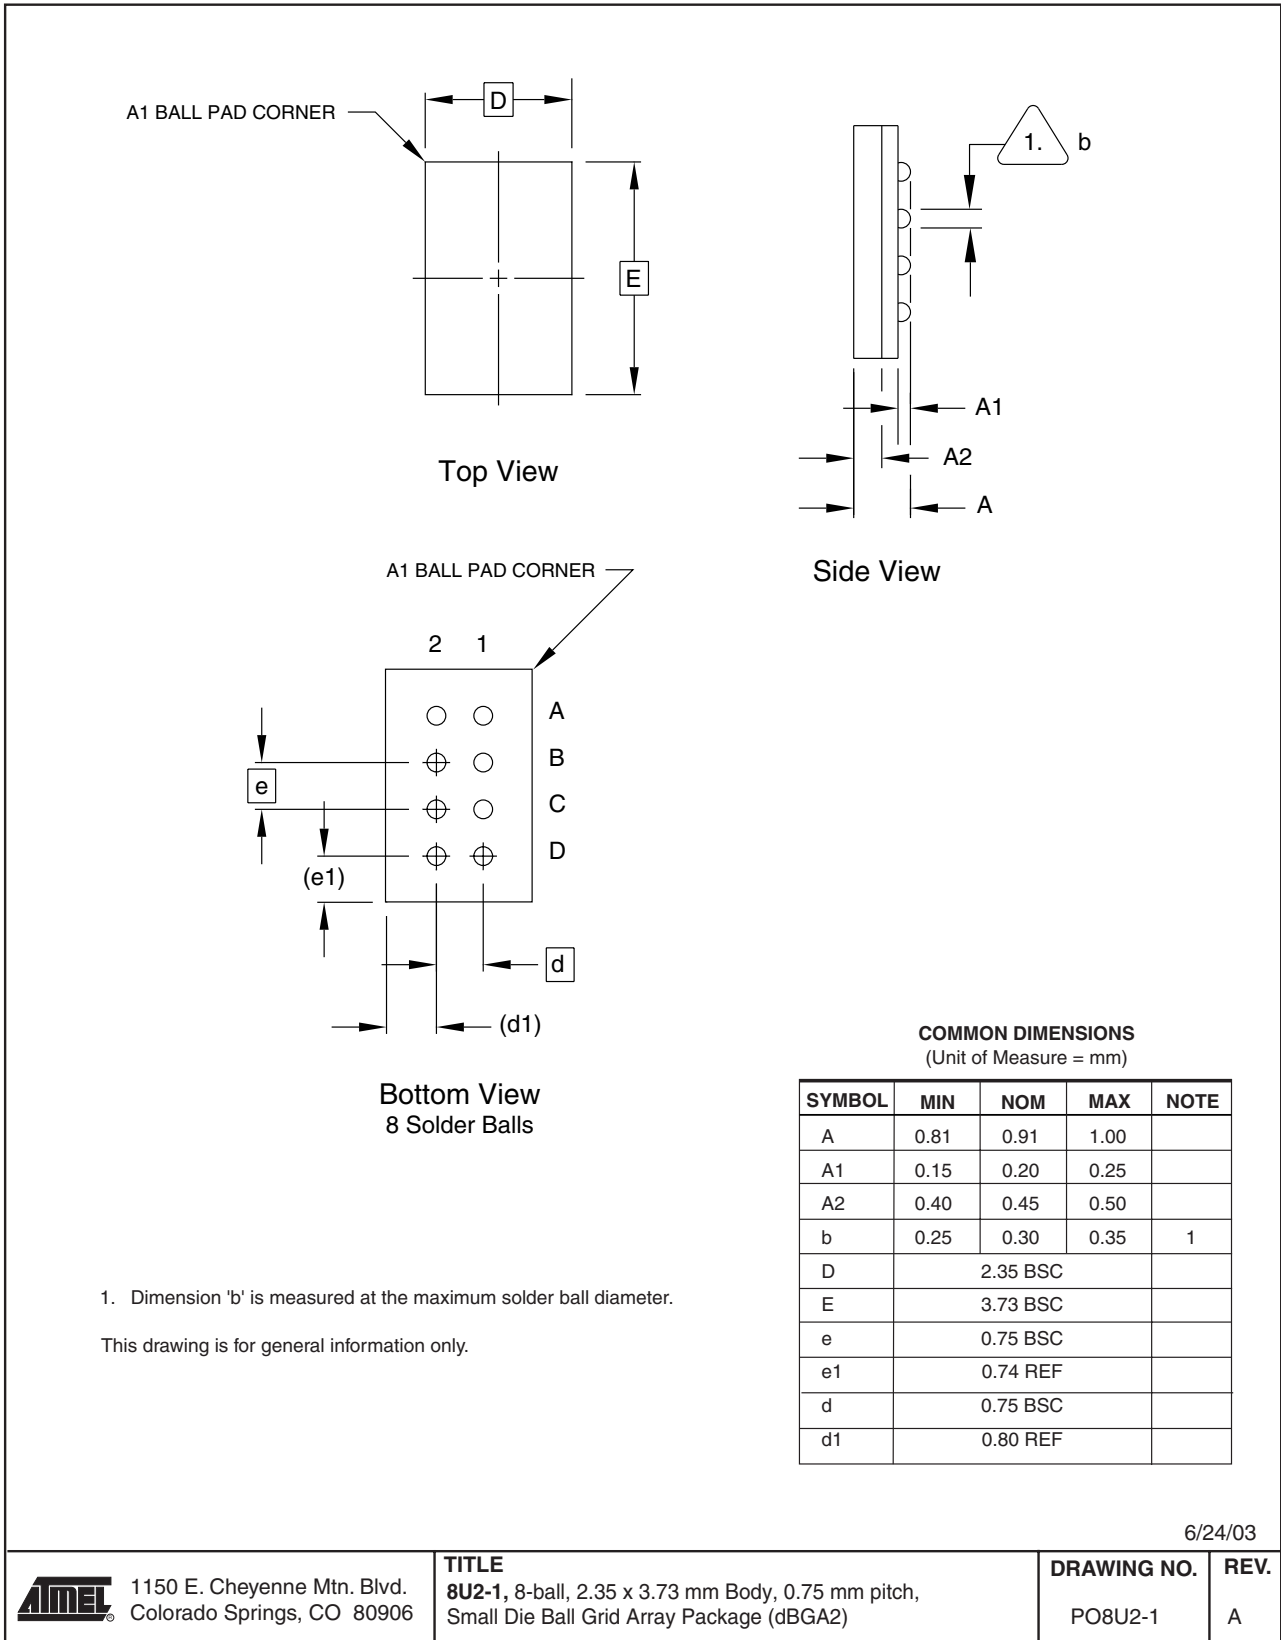 A1 BALL PAD CORNER
D
E
Top View
1. b
A1
A2
A
Side View
A1 BALL PAD CORNER
2 1
A
B
C
D
e
(e1)
d
(d1)
Bottom View
8 Solder Balls
COMMON DIMENSIONS
(Unit of Measure = mm)
SYMBOL MIN NOM MAX NOTE
A 0.81 0.91 1.00
A1 0.15 0.20 0.25
A2 0.40 0.45 0.50
b 0.25 0.30 0.35 1
D 2.35 BSC
E 3.73 BSC
e 0.75 BSC
e1 0.74 REF
d 0.75 BSC
d1 0.80 REF
1. Dimension 'b' is measured at the maximum solder ball diameter.
This drawing is for general information only.
6/24/03
ATMEL ®
1150 E. Cheyenne Mtn. Blvd.
Colorado Springs, CO 80906
TITLE
8U2-1, 8-ball, 2.35 x 3.73 mm Body, 0.75 mm pitch,
Small Die Ball Grid Array Package (dBGA2)
DRAWING NO.
PO8U2-1
REV.
A